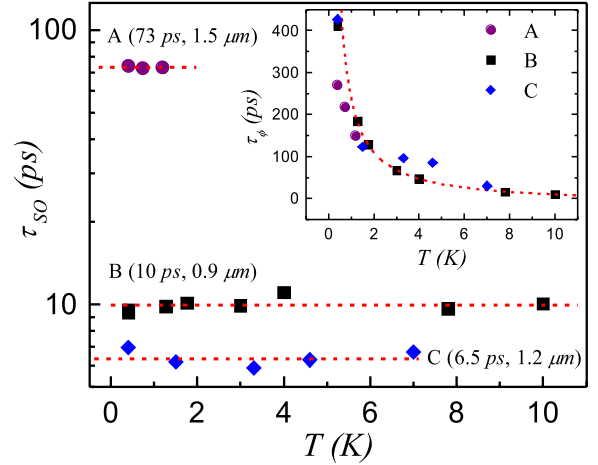 100
A (73 ps, 1.5 μm)
400
A
B
300
C
τϕ (ps)
200
100
0
0 2 4 6 8 10
T (K)
τSO (ps)
B (10 ps, 0.9 μm)
10
C (6.5 ps, 1.2 μm)
0 2 4 6 8 10
T (K)